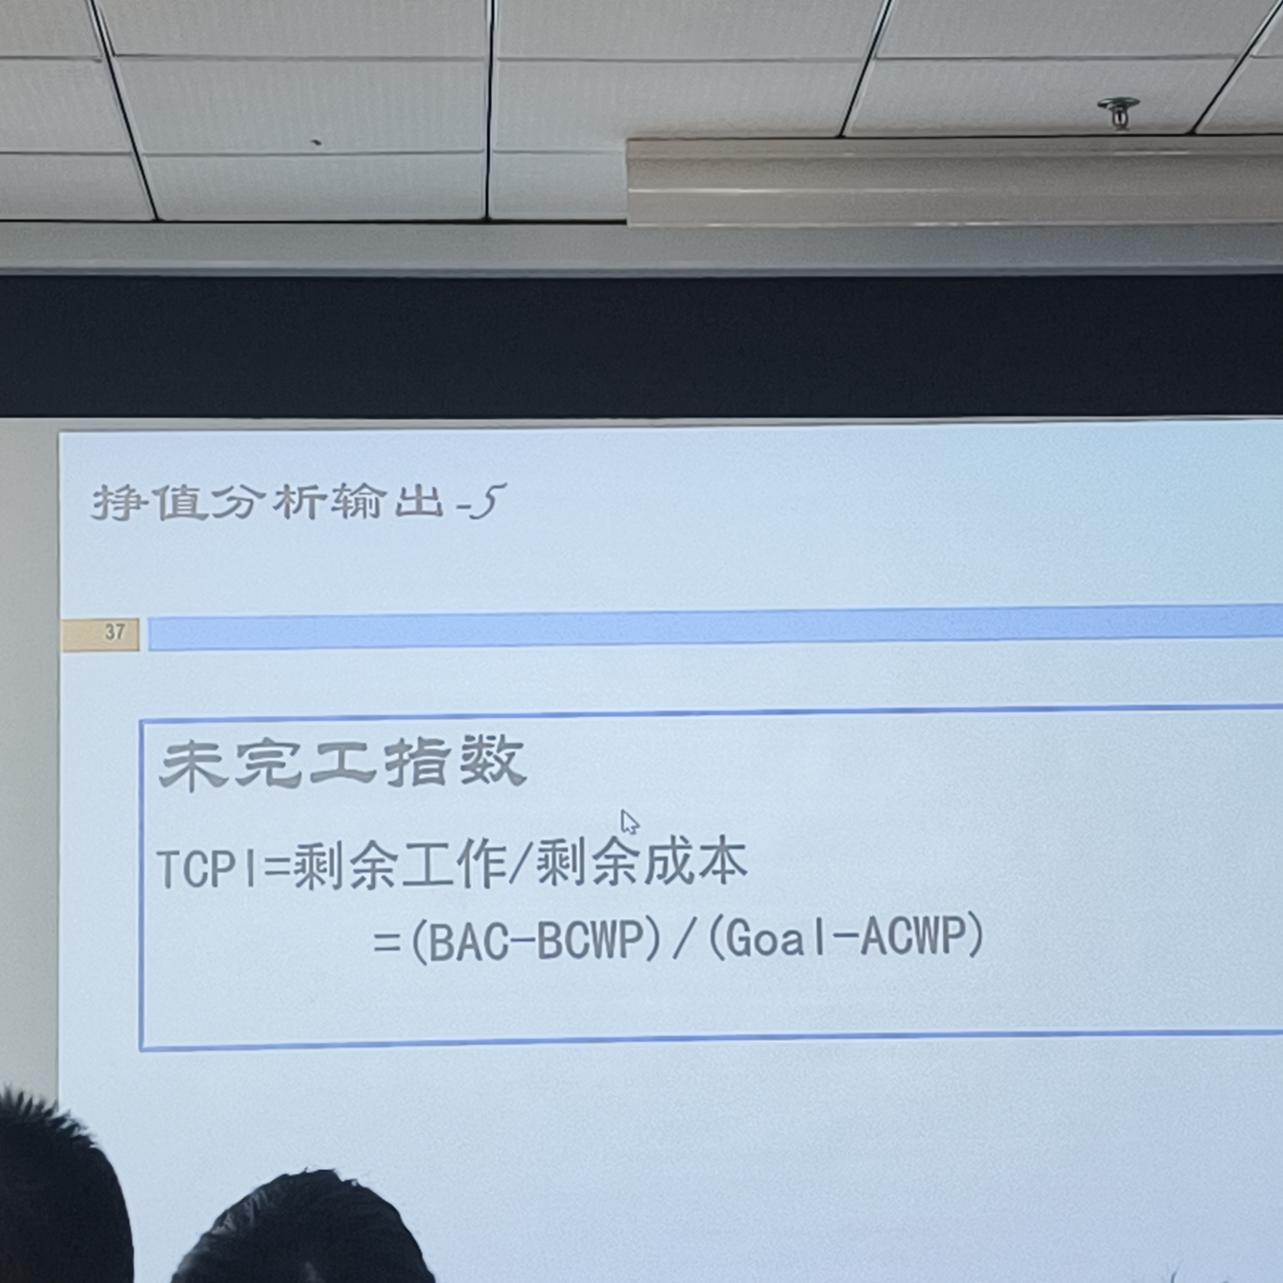 挣值分析输出-5
37
未完工指数
TCPI=剩余工作/剩余成本
=(BAC-BCWP)/(Goal-ACWP)